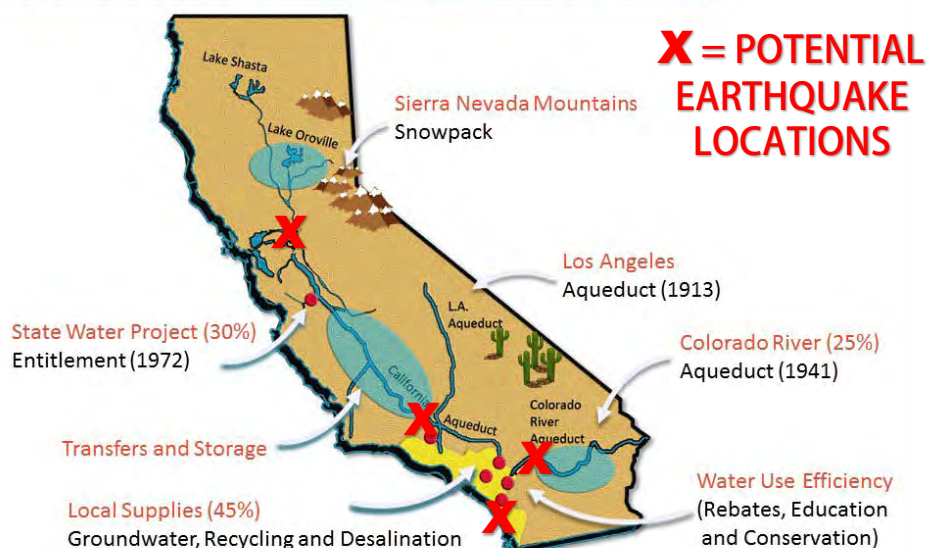 X = POTENTIAL
EARTHQUAKE
LOCATIONS
Lake Shasta
Sierra Nevada Mountains
Snowpack
Lake Oroville
X
Los Angeles
Aqueduct (1913)
L.A.
Aqueduct
State Water Project (30%)
Entitlement (1972)
Colorado River (25%)
Aqueduct (1941)
California
Aqueduct
X
Colorado
River
Aqueduct
X
Transfers and Storage
Water Use Efficiency
(Rebates, Education
and Conservation)
Local Supplies (45%)
Groundwater, Recycling and Desalination
X